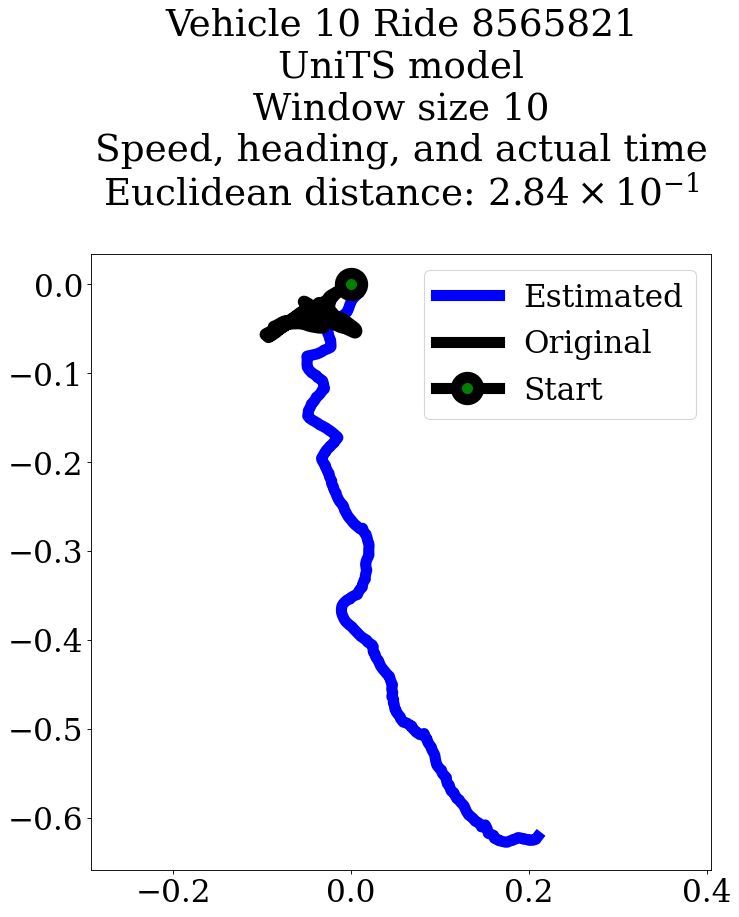 Vehicle 10 Ride 8565821
UniTS model
Window size 10
Speed, heading, and actual time
Euclidean distance: 2.84 × 10⁻¹
Estimated
Original
Start
0.0
−0.1
−0.2
−0.3
−0.4
−0.5
−0.6
−0.2 0.0 0.2 0.4